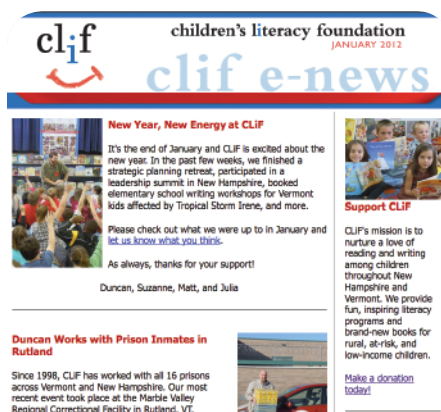 clif
children's literacy foundation
JANUARY 2012
clif e-news
New Year, New Energy at CLiF
It's the end of January and CLiF is excited about the
new year. In the past few weeks, we finished a
strategic planning retreat, participated in a
leadership summit in New Hampshire, booked
elementary school writing workshops for Vermont
kids affected by Tropical Storm Irene, and more.
Please check out what we were up to in January and
let us know what you think.
As always, thanks for your support!
Duncan, Suzanne, Matt, and Julia
Duncan Works with Prison Inmates in
Rutland
Since 1998, CLiF has worked with all 16 prisons
across Vermont and New Hampshire. Our most
recent event took place at the Marble Valley
Regional Correctional Facility in Rutland, VT.
Support CLiF
CLiF's mission is to
nurture a love of
reading and writing
among children
throughout New
Hampshire and
Vermont. We provide
fun, inspiring literacy
programs and
brand-new books for
rural, at-risk, and
low-income children.
Make a donation
today!